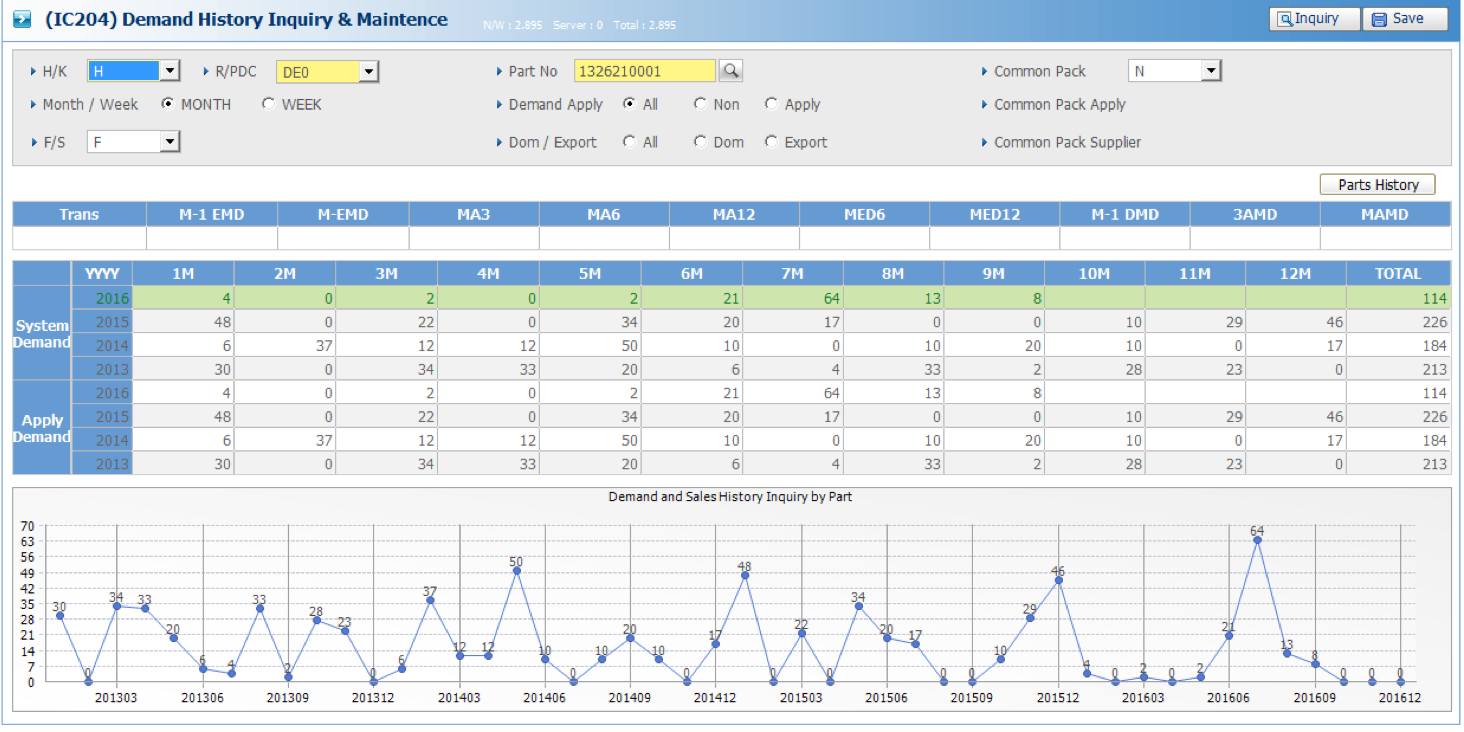 (IC204) Demand History Inquiry & Maintence N/W : 2.895 Server : 0 Total : 2.895 Inquiry Save
H/K H R/PDC DE0 Part No 1326210001 Common Pack N
Month / Week MONTH WEEK Demand Apply All Non Apply Common Pack Apply
F/S F Dom / Export All Dom Export Common Pack Supplier
Parts History
Trans M-1 EMD M-EMD MA3 MA6 MA12 MED6 MED12 M-1 DMD 3AMD MAMD
YYYY 1M 2M 3M 4M 5M 6M 7M 8M 9M 10M 11M 12M TOTAL
System Demand
2016 4 0 2 0 2 21 64 13 8 114
2015 48 0 22 0 34 20 17 0 0 10 29 46 226
2014 6 37 12 12 50 10 0 10 20 10 0 17 184
2013 30 0 34 33 20 6 4 33 2 28 23 0 213
Apply Demand
2016 4 0 2 0 2 21 64 13 8 114
2015 48 0 22 0 34 20 17 0 0 10 29 46 226
2014 6 37 12 12 50 10 0 10 20 10 0 17 184
2013 30 0 34 33 20 6 4 33 2 28 23 0 213
Demand and Sales History Inquiry by Part
70
63
56
49
42
35
28
21
14
7
0
30 0 34 33 20 6 4 33 2 28 23 0 6 37 12 12 50 10 0 10 20 10 0 17 48 0 22 0 34 20 17 0 0 10 29 46 4 0 2 0 2 21 64 13 8 0 0 0
201303 201306 201309 201312 201403 201406 201409 201412 201503 201506 201509 201512 201603 201606 201609 201612